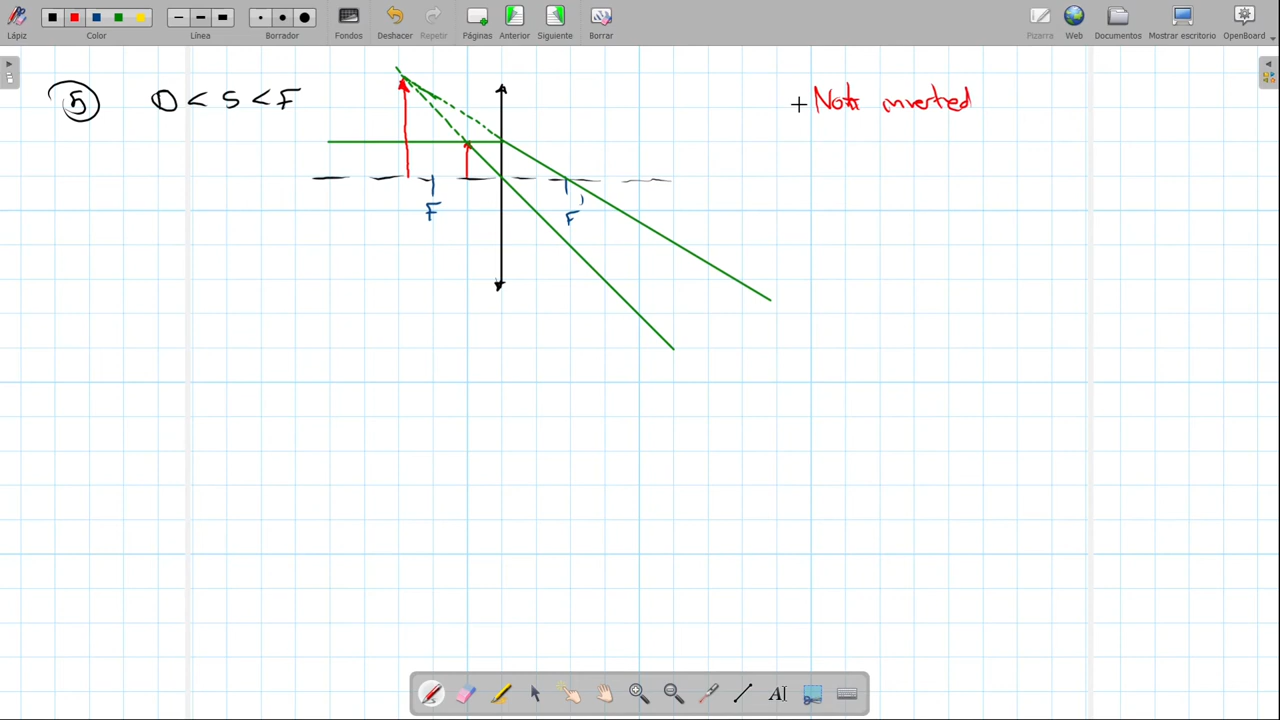 Lápiz
Color
Línea
Borrador
Fondos
Deshacer
Repetir
Páginas
Anterior
Siguiente
Borrar
Pizarra
Web
Documentos
Mostrar escritorio
OpenBoard
5 0 < s < F
Not inverted
F
F'